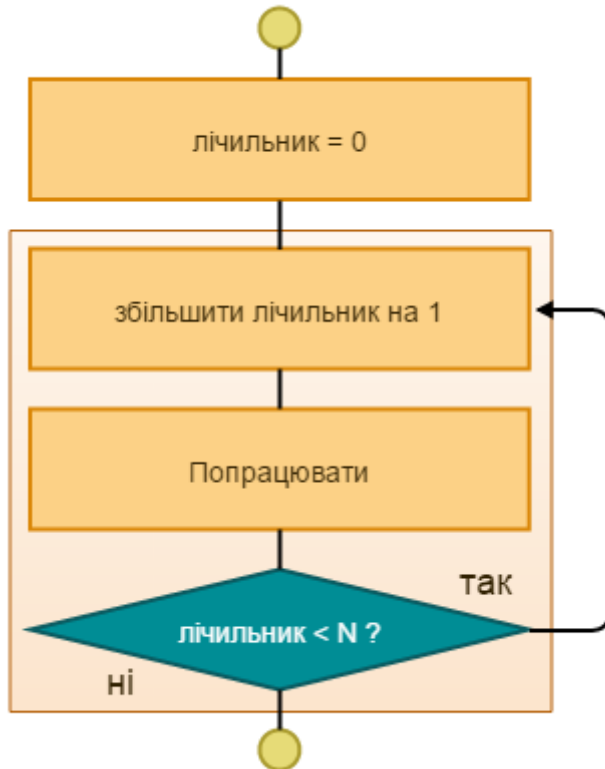 лічильник = 0
збільшити лічильник на 1
Попрацювати
так
лічильник < N ?
ні